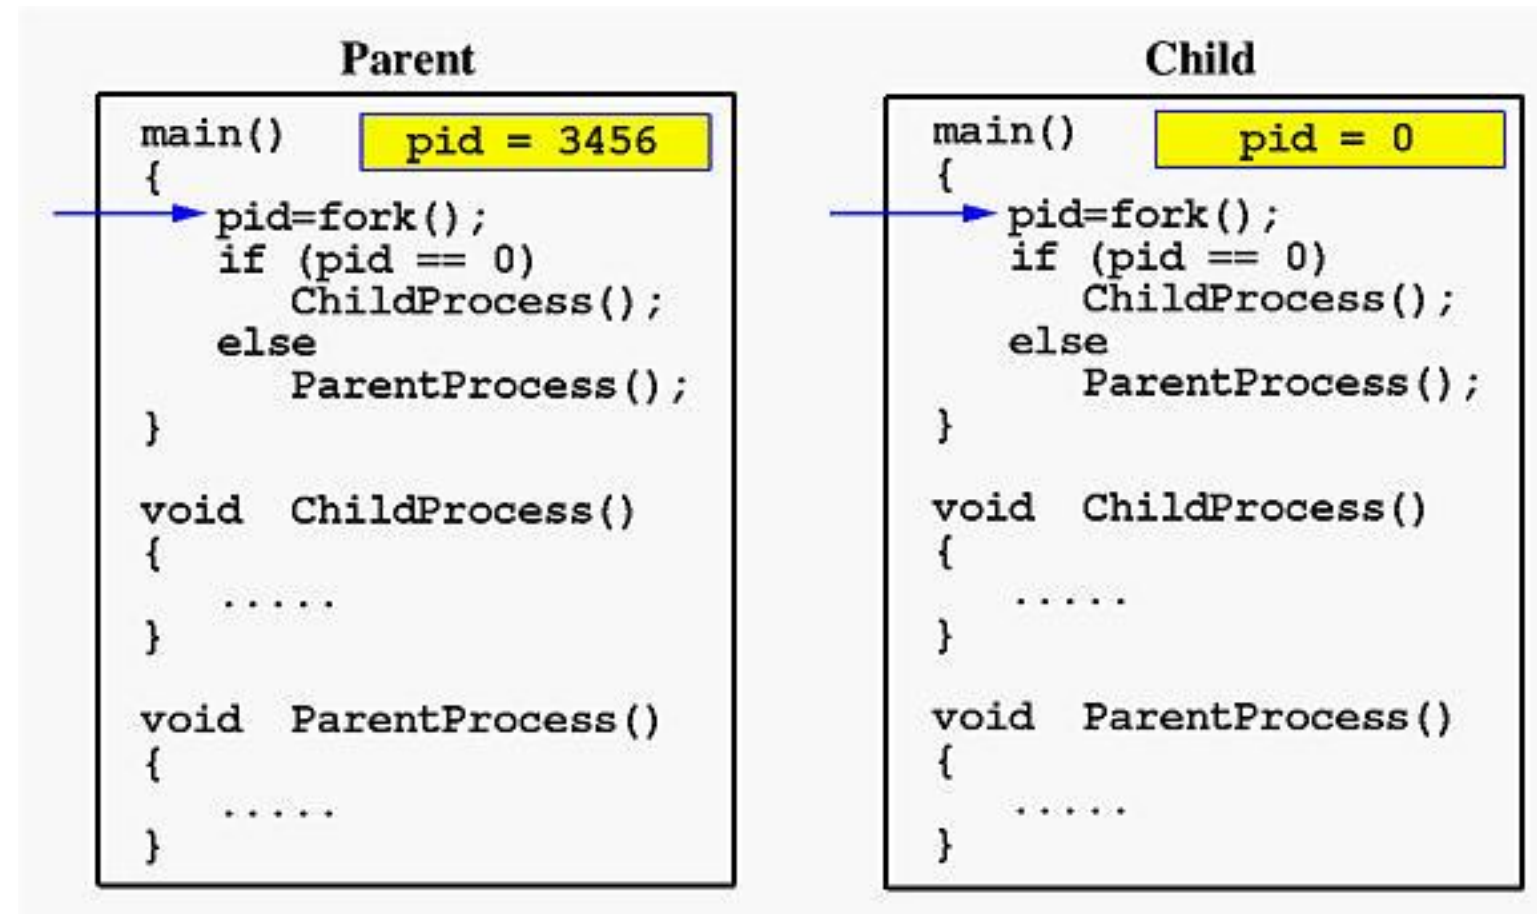 Parent
main()
pid = 3456
{
pid=fork();
if (pid == 0)
ChildProcess();
else
ParentProcess();
}
void ChildProcess()
{
.....
}
void ParentProcess()
{
.....
}
Child
main()
pid = 0
{
pid=fork();
if (pid == 0)
ChildProcess();
else
ParentProcess();
}
void ChildProcess()
{
.....
}
void ParentProcess()
{
.....
}